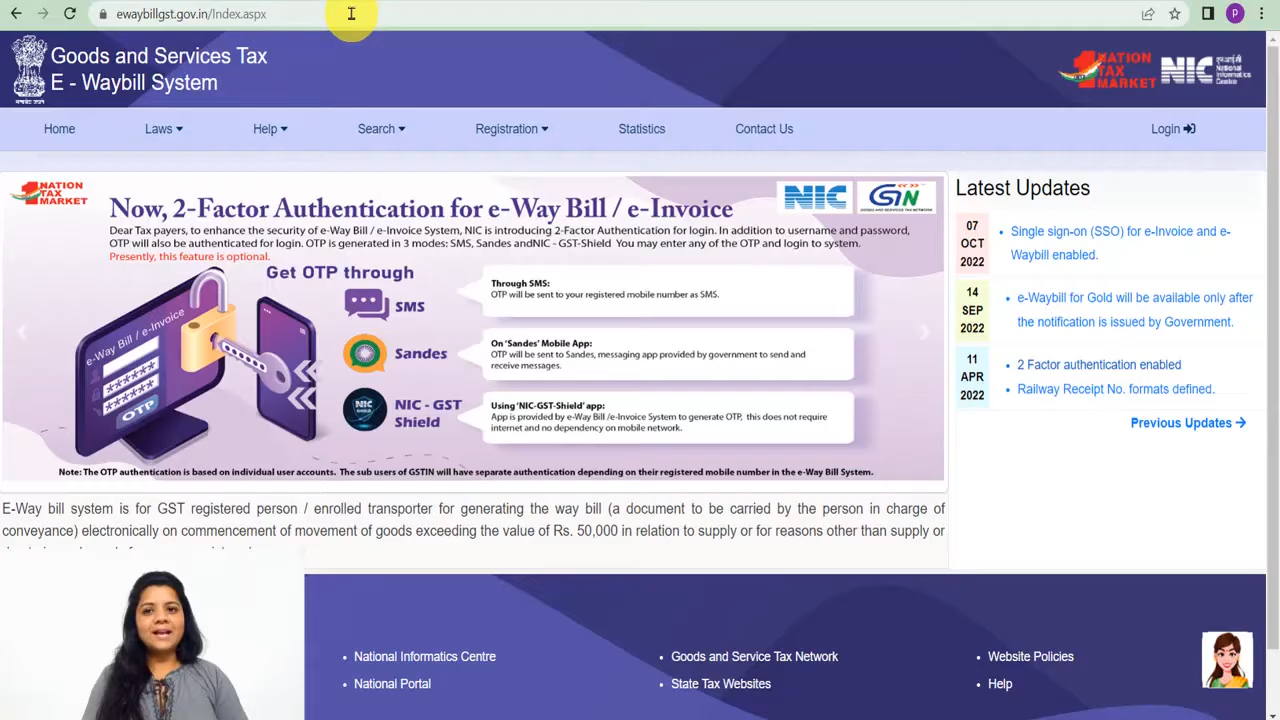 ewaybillgst.gov.in/Index.aspx
P
Goods and Services Tax
E - Waybill System
NATION
TAX
MARKET
NIC
एन आई सी
National
Informatics
Centre
Home
Laws
Help
Search
Registration
Statistics
Contact Us
Login
NATION
TAX
MARKET
Now, 2-Factor Authentication for e-Way Bill / e-Invoice
NIC
GSTN
GOODS AND SERVICES TAX NETWORK
Dear Tax payers, to enhance the security of e-Way Bill / e-Invoice System, NIC is introducing 2-Factor Authentication for login. In addition to username and password,
OTP will also be authenticated for login. OTP is generated in 3 modes: SMS, Sandes andNIC - GST-Shield You may enter any of the OTP and login to system.
Presently, this feature is optional.
Get OTP through
e-Way Bill / e-Invoice
******
******
OTP
SMS
Through SMS:
OTP will be sent to your registered mobile number as SMS.
Sandes
On 'Sandes' Mobile App:
OTP will be sent to Sandes, messaging app provided by government to send and
receive messages.
NIC
SHIELD
NIC - GST
Shield
Using 'NIC-GST-Shield' app:
App is provided by e-Way Bill /e-Invoice System to generate OTP, this does not require
internet and no dependency on mobile network.
Note: The OTP authentication is based on individual user accounts. The sub users of GSTIN will have separate authentication depending on their registered mobile number in the e-Way Bill System.
Latest Updates
07
OCT
2022
Single sign-on (SSO) for e-Invoice and e-
Waybill enabled.
14
SEP
2022
e-Waybill for Gold will be available only after
the notification is issued by Government.
11
APR
2022
2 Factor authentication enabled
Railway Receipt No. formats defined.
Previous Updates
E-Way bill system is for GST registered person / enrolled transporter for generating the way bill (a document to be carried by the person in charge of
conveyance) electronically on commencement of movement of goods exceeding the value of Rs. 50,000 in relation to supply or for reasons other than supply or
National Informatics Centre
National Portal
Goods and Service Tax Network
State Tax Websites
Website Policies
Help